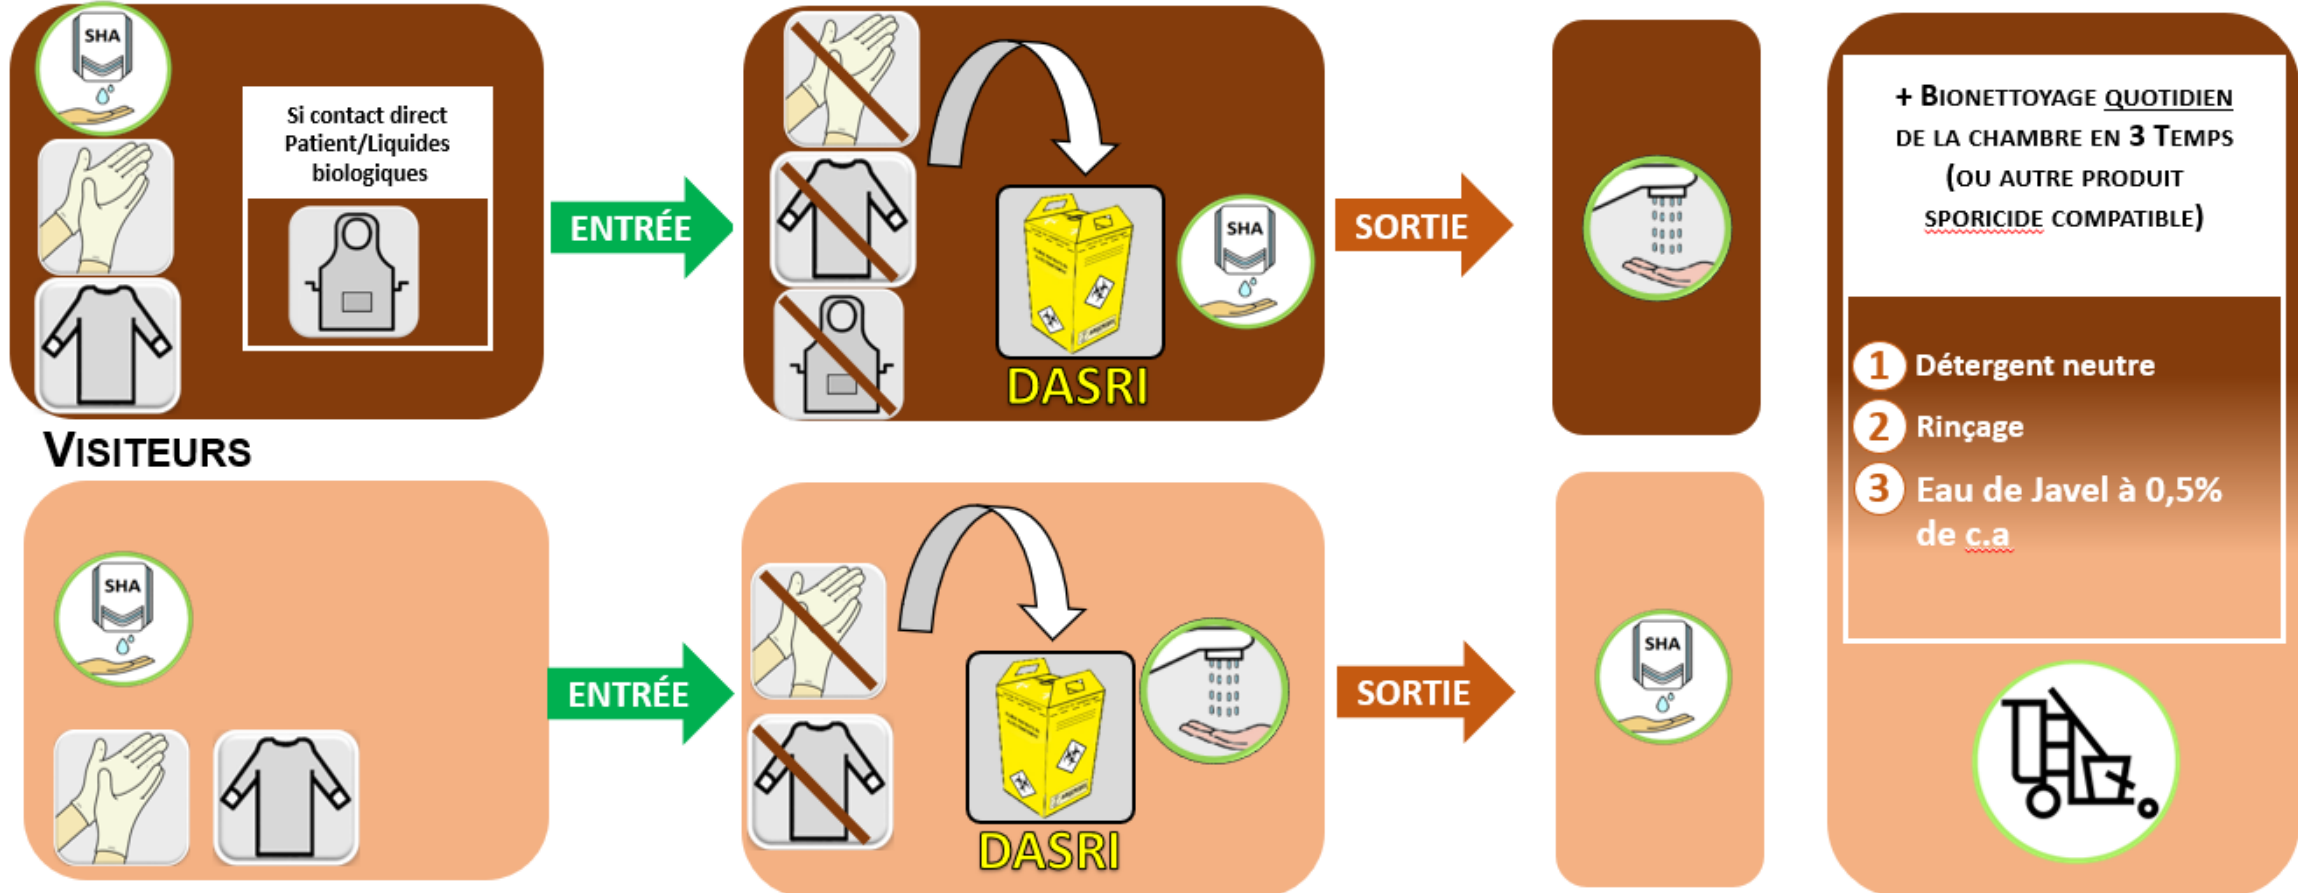 SHA
Si contact direct
Patient/Liquides
biologiques
ENTRÉE
SHA
DASRI
SORTIE
VISITEURS
SHA
ENTRÉE
DASRI
SORTIE
SHA
+ BIONETTOYAGE QUOTIDIEN
DE LA CHAMBRE EN 3 TEMPS
(OU AUTRE PRODUIT
SPORICIDE COMPATIBLE)
1 Détergent neutre
2 Rinçage
3 Eau de Javel à 0,5%
de c.a